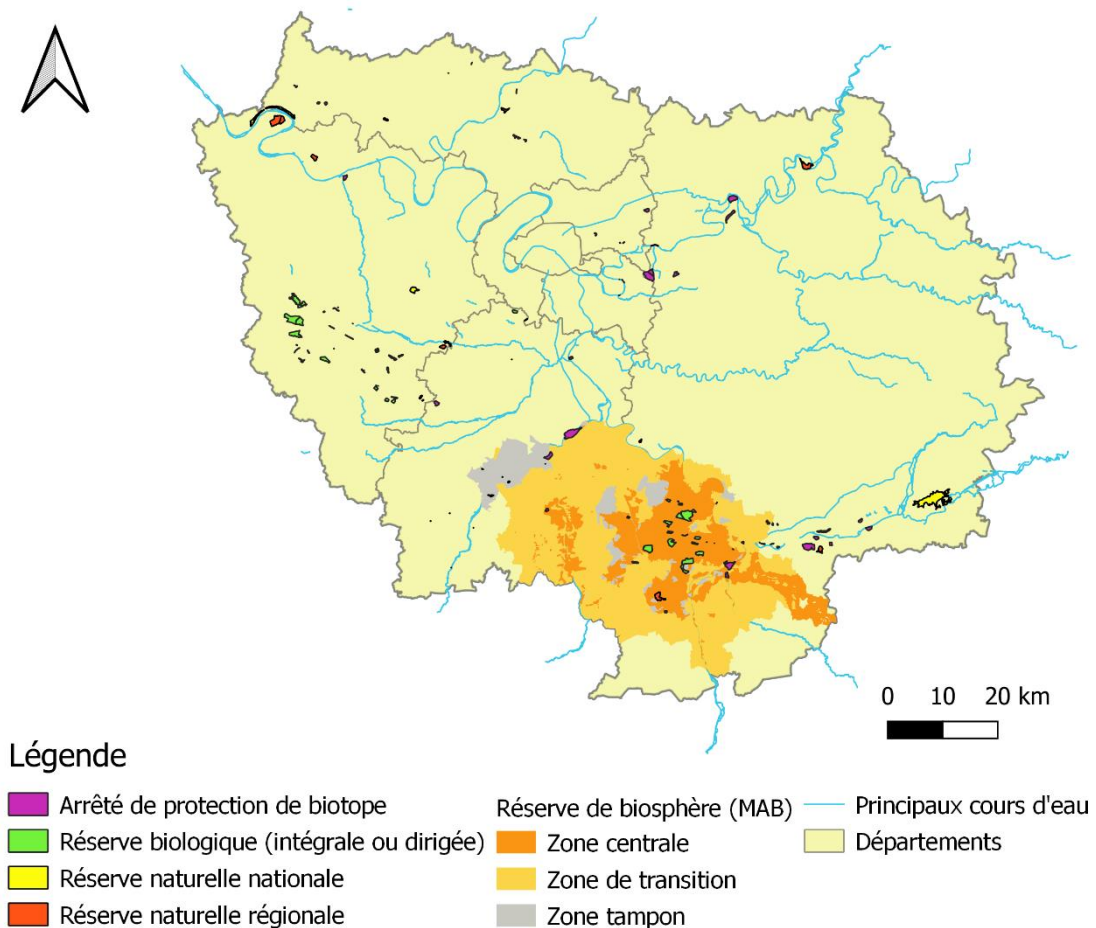 0 10 20 km
Légende
Arrêté de protection de biotope
Réserve biologique (intégrale ou dirigée)
Réserve naturelle nationale
Réserve naturelle régionale
Réserve de biosphère (MAB)
Zone centrale
Zone de transition
Zone tampon
Principaux cours d'eau
Départements